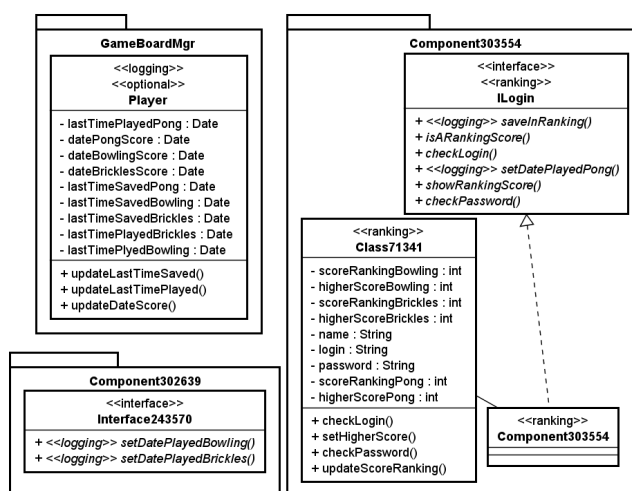 GameBoardMgr
<<logging>>
<<optional>>
Player
- lastTimePlayedPong : Date
- datePongScore : Date
- dateBowlingScore : Date
- dateBricklesScore : Date
- lastTimeSavedPong : Date
- lastTimeSavedBowling : Date
- lastTimeSavedBrickles : Date
- lastTimePlayedBrickles : Date
- lastTimePlyedBowling : Date
+ updateLastTimeSaved()
+ updateLastTimePlayed()
+ updateDateScore()
Component302639
<<interface>>
Interface243570
+ <<logging>> setDatePlayedBowling()
+ <<logging>> setDatePlayedBrickles()
Component303554
<<interface>>
<<ranking>>
ILogin
+ <<logging>> saveInRanking()
+ isARankingScore()
+ checkLogin()
+ <<logging>> setDatePlayedPong()
+ showRankingScore()
+ checkPassword()
<<ranking>>
Class71341
- scoreRankingBowling : int
- higherScoreBowling : int
- scoreRankingBrickles : int
- higherScoreBrickles : int
- name : String
- login : String
- password : String
- scoreRankingPong : int
- higherScorePong : int
+ checkLogin()
+ setHigherScore()
+ checkPassword()
+ updateScoreRanking()
<<ranking>>
Component303554